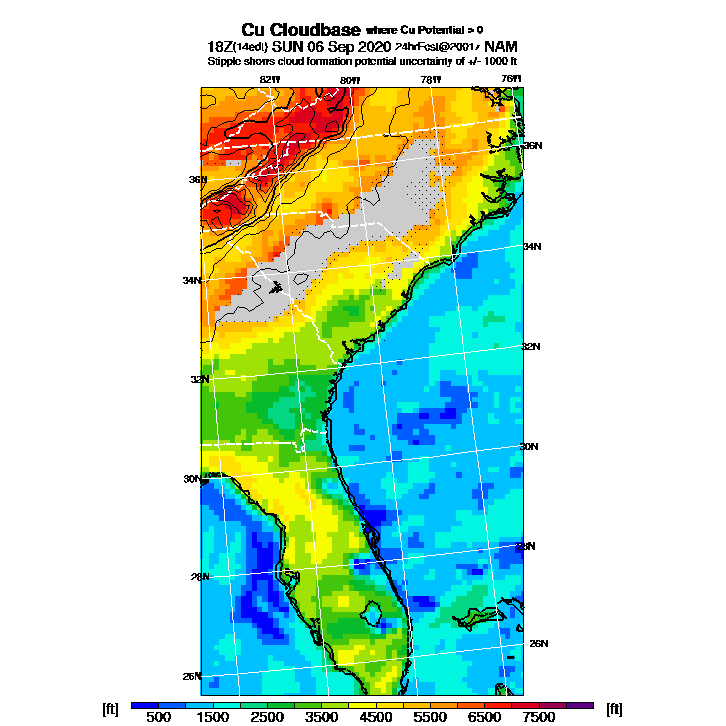 Cu Cloudbase where Cu Potential > 0
18Z(14edt) SUN 06 Sep 2020 24hrFcst@2001z NAM
Stipple shows cloud formation potential uncertainty of +/- 1000 ft
82W 80W 78W 76W
36N
36N
34N
34N
32N
32N
30N
30N
28N
28N
26N
26N
[ft] 500 1500 2500 3500 4500 5500 6500 7500 [ft]